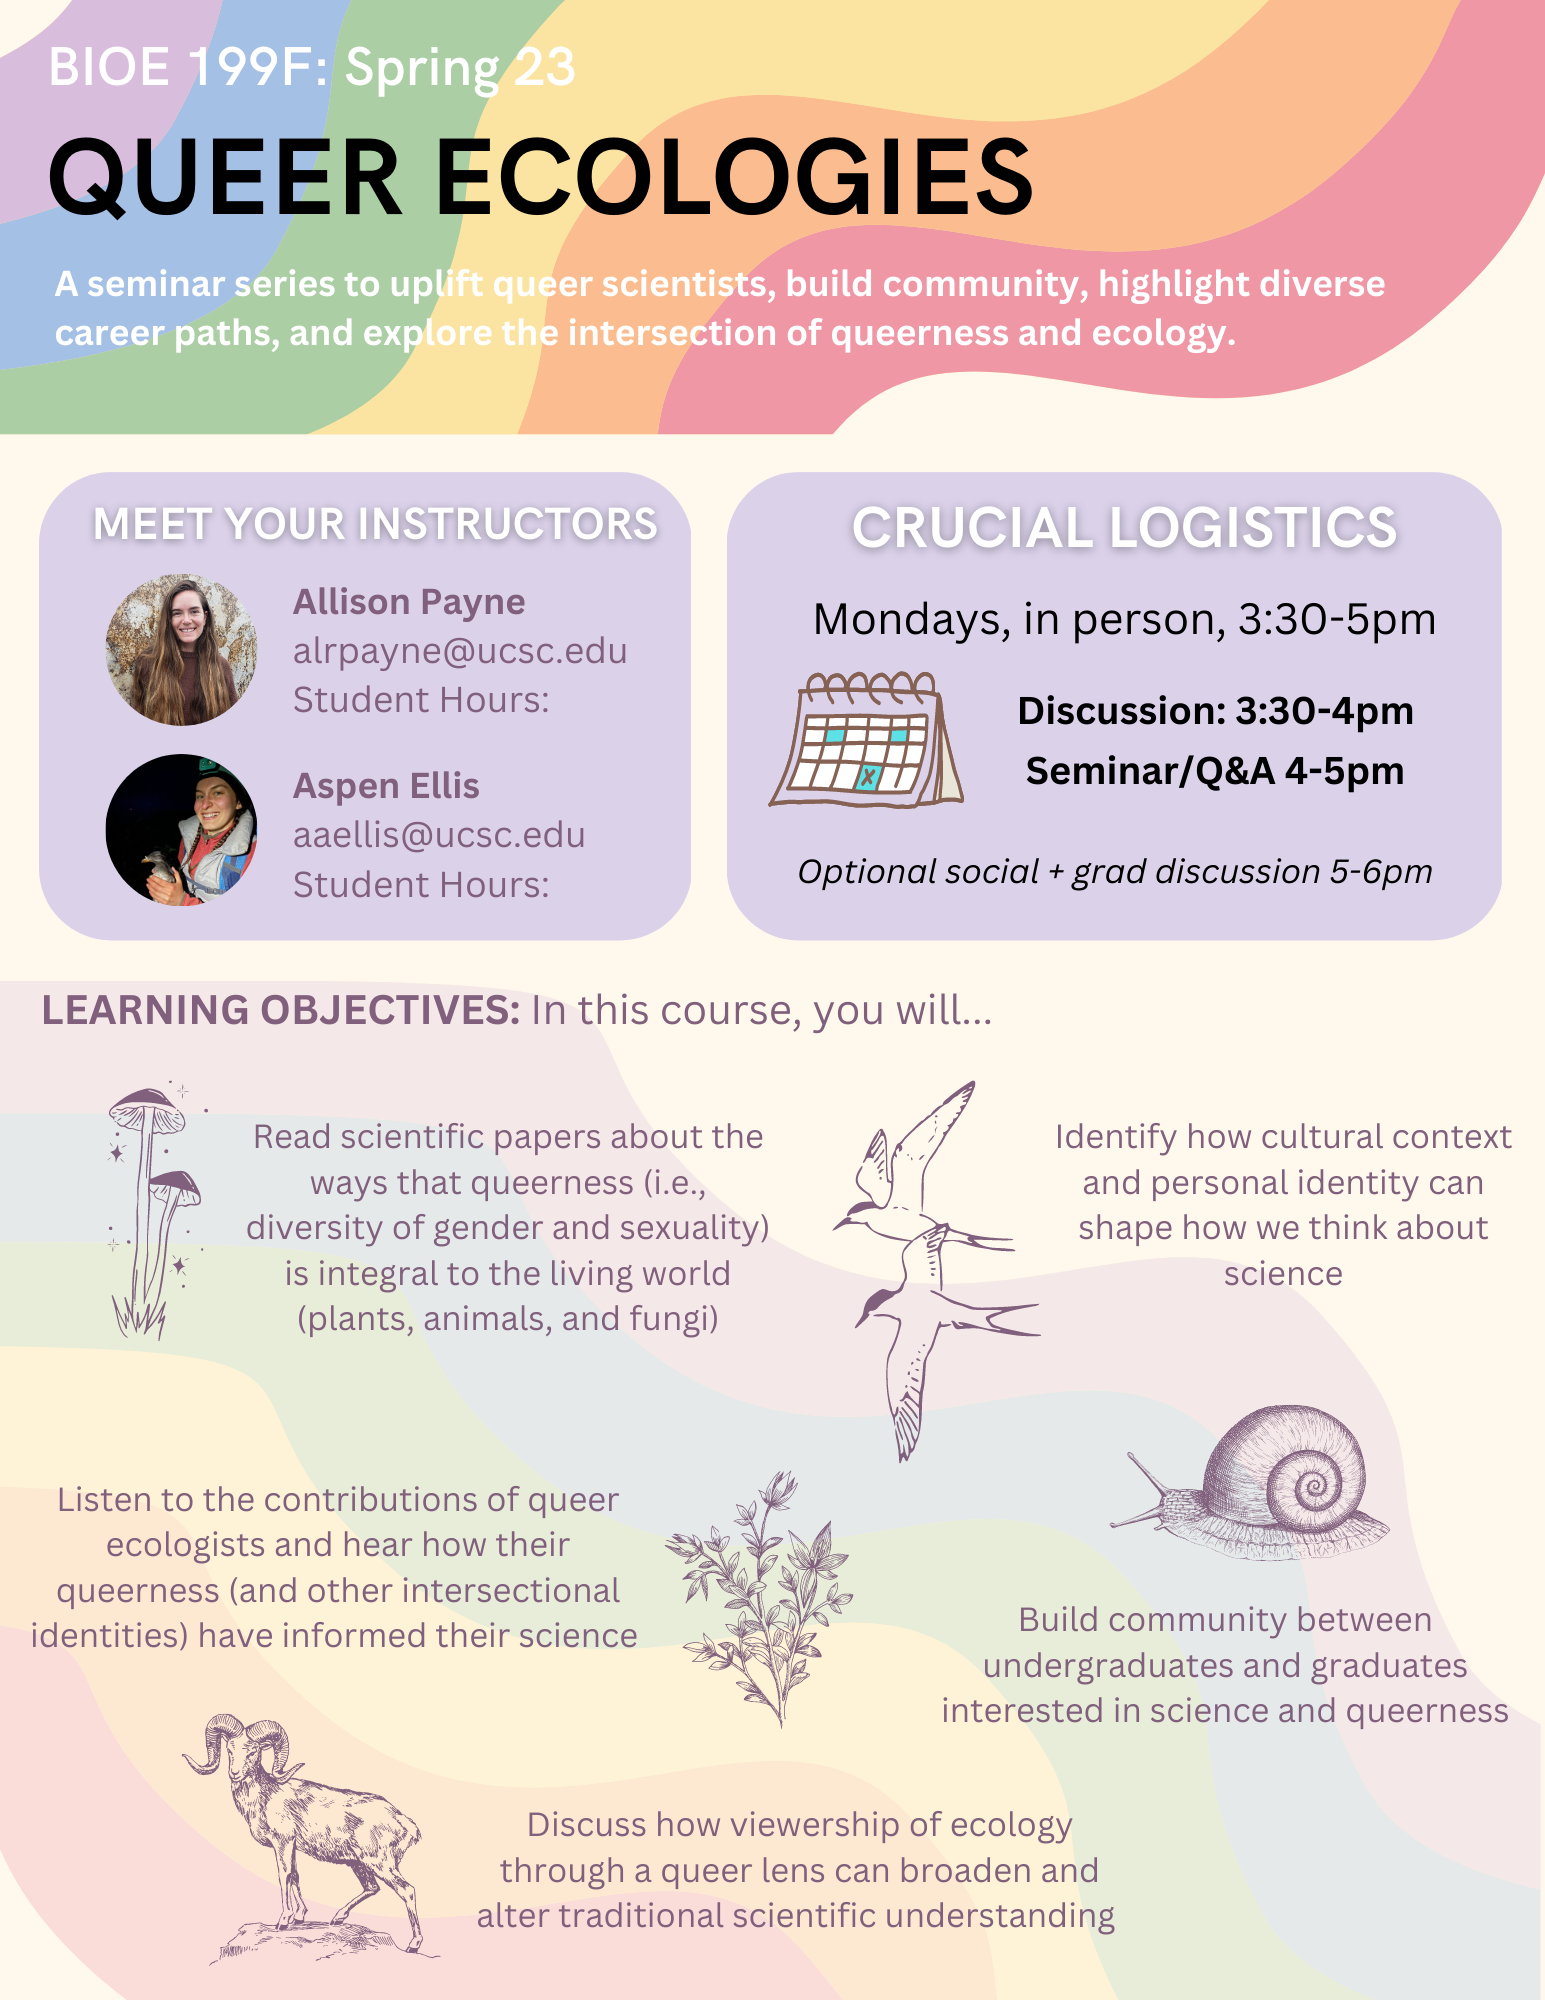 BIOE 199F: Spring 23
QUEER ECOLOGIES
A seminar series to uplift queer scientists, build community, highlight diverse
career paths, and explore the intersection of queerness and ecology.
MEET YOUR INSTRUCTORS
Allison Payne
alrpayne@ucsc.edu
Student Hours:
Aspen Ellis
aaellis@ucsc.edu
Student Hours:
CRUCIAL LOGISTICS
Mondays, in person, 3:30-5pm
Discussion: 3:30-4pm
Seminar/Q&A 4-5pm
Optional social + grad discussion 5-6pm
LEARNING OBJECTIVES: In this course, you will...
Read scientific papers about the
ways that queerness (i.e.,
diversity of gender and sexuality)
is integral to the living world
(plants, animals, and fungi)
Identify how cultural context
and personal identity can
shape how we think about
science
Listen to the contributions of queer
ecologists and hear how their
queerness (and other intersectional
identities) have informed their science
Build community between
undergraduates and graduates
interested in science and queerness
Discuss how viewership of ecology
through a queer lens can broaden and
alter traditional scientific understanding